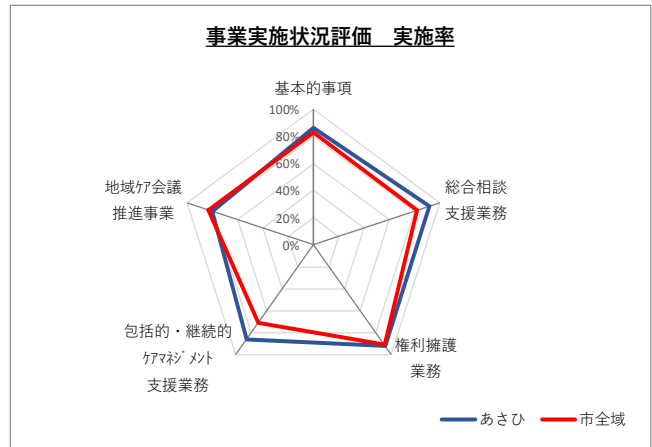 事業実施状況評価　実施率
基本的事項
100%
80%
60%
40%
20%
0%
総合相談
支援業務
権利擁護
業務
包括的・継続的
ｹｱﾏﾈｼﾞﾒﾝﾄ
支援業務
地域ｹｱ会議
推進事業
あさひ
市全域